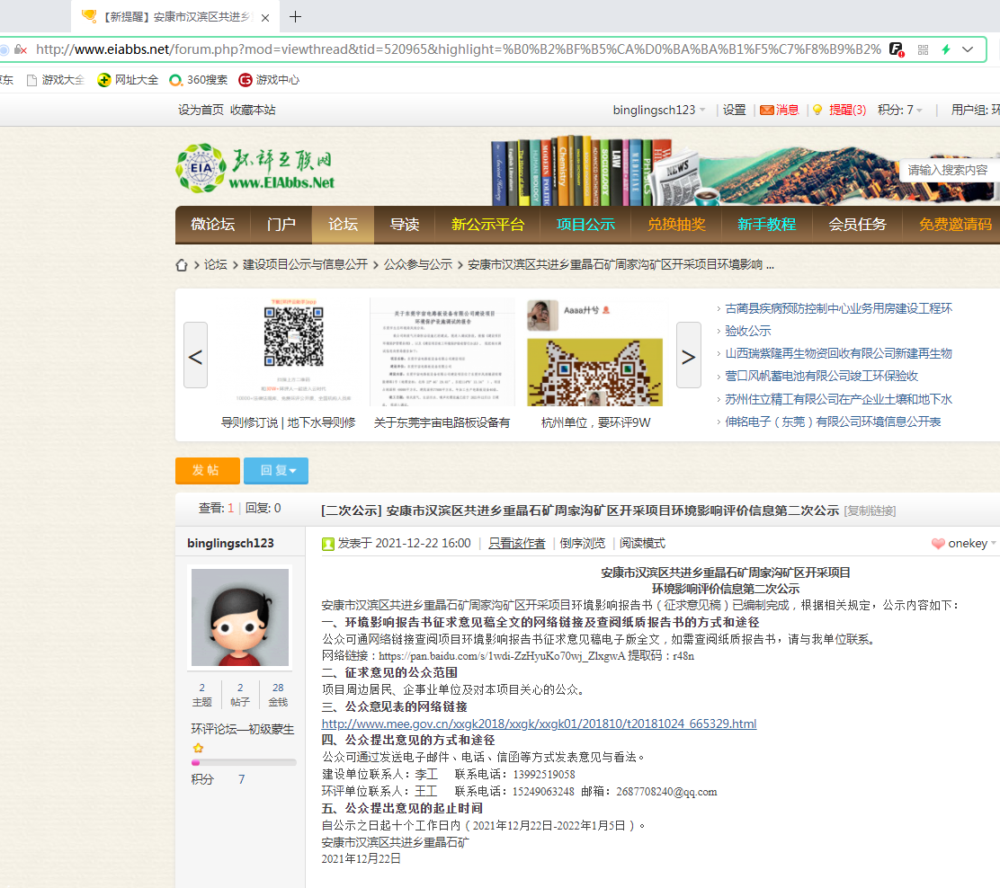 【新提醒】安康市汉滨区共进乡
http://www.eiabbs.net/forum.php?mod=viewthread&tid=520965&highlight=%B0%B2%BF%B5%CA%D0%BA%BA%B1%F5%C7%F8%B9%B2%
东 游戏大全 网址大全 360搜索 游戏中心
设为首页 收藏本站 binglingsch123 设置 消息 提醒(3) 积分: 7 用户组: 环
EIA 环评互联网
www.EIAbbs.Net
NEWS
请输入搜索内容
微论坛 门户 论坛 导读 新公示平台 项目公示 兑换抽奖 新手教程 会员任务 免费邀请码
论坛 › 建设项目公示与信息公开 › 公众参与公示 › 安康市汉滨区共进乡重晶石矿周家沟矿区开采项目环境影响 ...
Aaaa廾兮
关于东莞宇宙电路板设备有限公司建设项目
环境保护设施调试的报告
< >
导则修订说 | 地下水导则修 关于东莞宇宙电路板设备有 杭州单位，要环评9W
古蔺县疾病预防控制中心业务用房建设工程环
验收公示
山西瑞紫隆再生物资回收有限公司新建再生物
营口风帆蓄电池有限公司竣工环保验收
苏州住立精工有限公司在产企业土壤和地下水
伸铭电子（东莞）有限公司环境信息公开表
发帖 回复
查看: 1 | 回复: 0
[二次公示] 安康市汉滨区共进乡重晶石矿周家沟矿区开采项目环境影响评价信息第二次公示 [复制链接]
binglingsch123
2 2 28
主题 帖子 金钱
环评论坛—初级蒙生
积分 7
发表于 2021-12-22 16:00 | 只看该作者 | 倒序浏览 | 阅读模式 onekey
安康市汉滨区共进乡重晶石矿周家沟矿区开采项目
环境影响评价信息第二次公示
安康市汉滨区共进乡重晶石矿周家沟矿区开采项目环境影响报告书（征求意见稿）已编制完成，根据相关规定，公示内容如下：
一、环境影响报告书征求意见稿全文的网络链接及查阅纸质报告书的方式和途径
公众可通网络链接查阅项目环境影响报告书征求意见稿电子版全文，如需查阅纸质报告书，请与我单位联系。
网络链接：https://pan.baidu.com/s/1wdi-ZzHyuKo70wj_ZlxgwA 提取码：r48n
二、征求意见的公众范围
项目周边居民、企事业单位及对本项目关心的公众。
三、公众意见表的网络链接
http://www.mee.gov.cn/xxgk2018/xxgk/xxgk01/201810/t20181024_665329.html
四、公众提出意见的方式和途径
公众可通过发送电子邮件、电话、信函等方式发表意见与看法。
建设单位联系人：李工 联系电话：13992519058
环评单位联系人：王工 联系电话：15249063248 邮箱：2687708240@qq.com
五、公众提出意见的起止时间
自公示之日起十个工作日内（2021年12月22日-2022年1月5日）。
安康市汉滨区共进乡重晶石矿
2021年12月22日